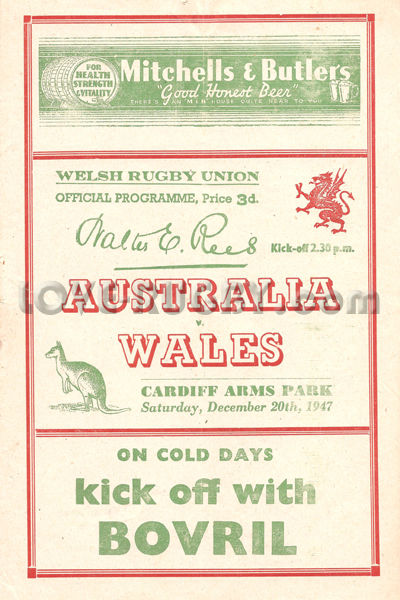 FOR
HEALTH
STRENGTH
& VITALITY
Mitchells & Butlers
"Good Honest Beer"
THERE'S AN M&B HOUSE QUITE NEAR TO YOU
WELSH RUGBY UNION
OFFICIAL PROGRAMME, Price 3d.
Walter E. Rees
Kick-off 2.30 p.m.
AUSTRALIA
v.
WALES
CARDIFF ARMS PARK
Saturday, December 20th, 1947
ON COLD DAYS
kick off with
BOVRIL